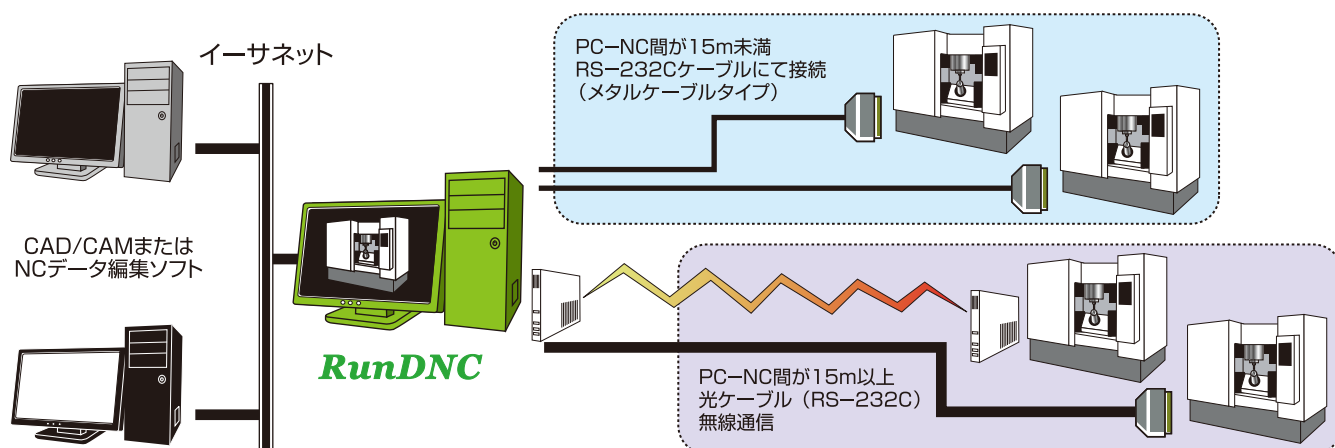 イーサネット
PC−NC間が15m未満
RS−232Cケーブルにて接続
（メタルケーブルタイプ）
CAD/CAMまたは
NCデータ編集ソフト
RunDNC
PC−NC間が15m以上
光ケーブル（RS−232C）
無線通信